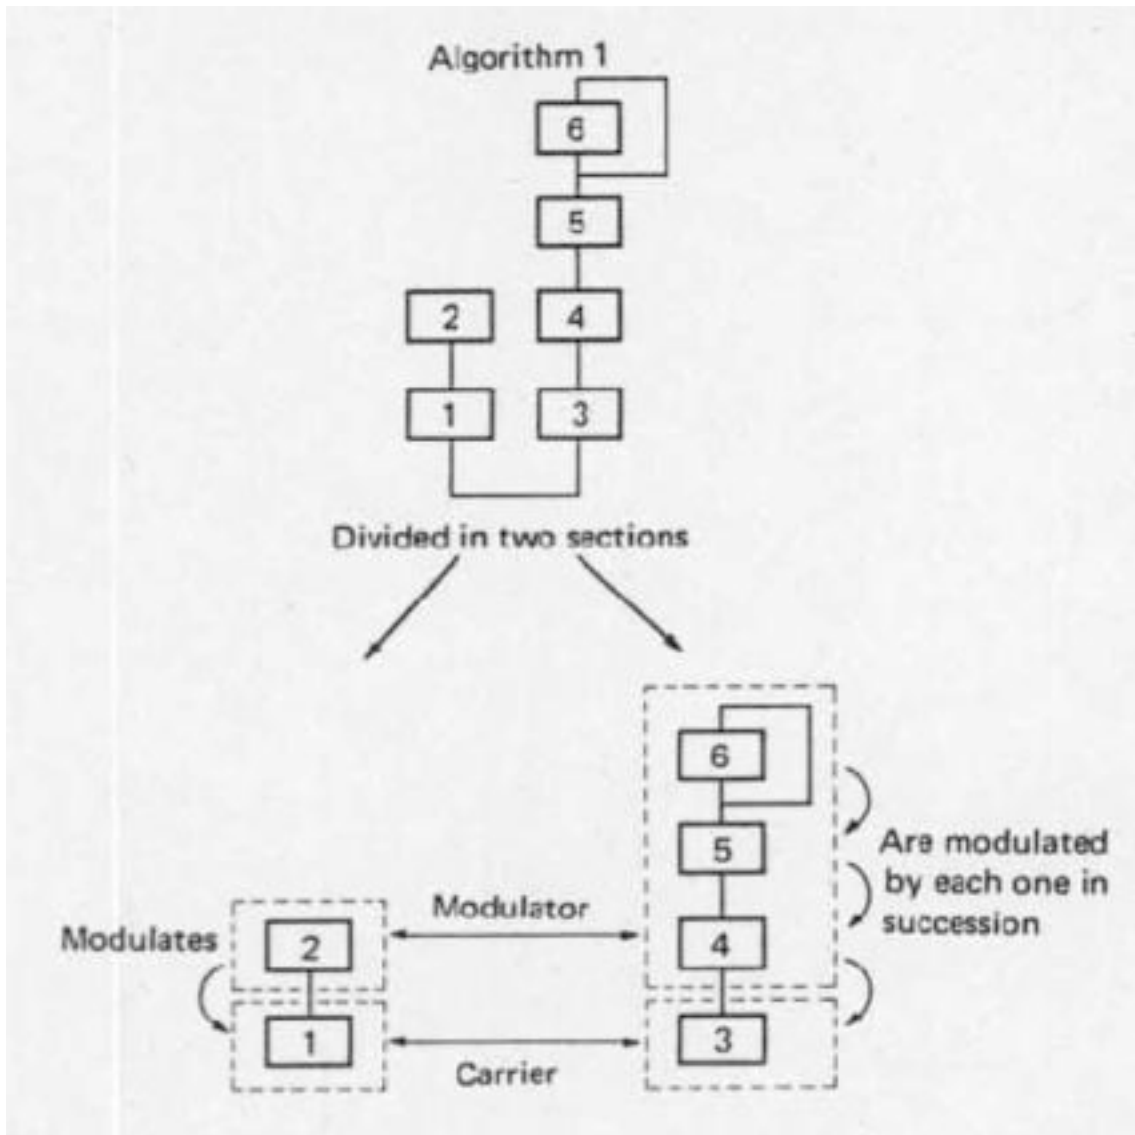 Algorithm 1
6
5
2
4
1
3
Divided in two sections
6
5
Are modulated
by each one in
succession
Modulator
Modulates
2
4
1
3
Carrier